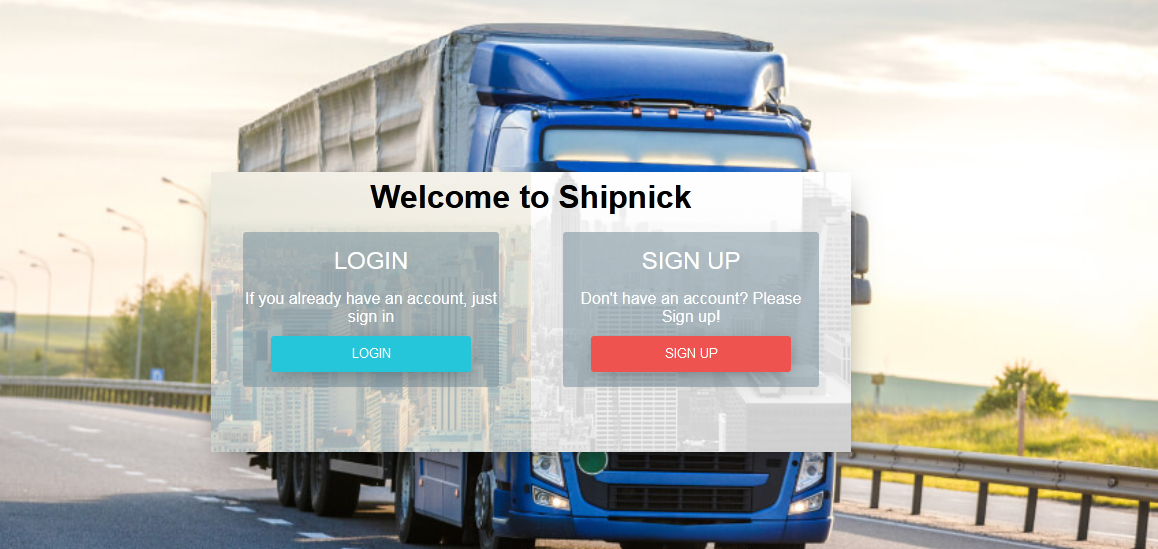 Welcome to Shipnick
LOGIN
If you already have an account, just
sign in
LOGIN
SIGN UP
Don't have an account? Please
Sign up!
SIGN UP